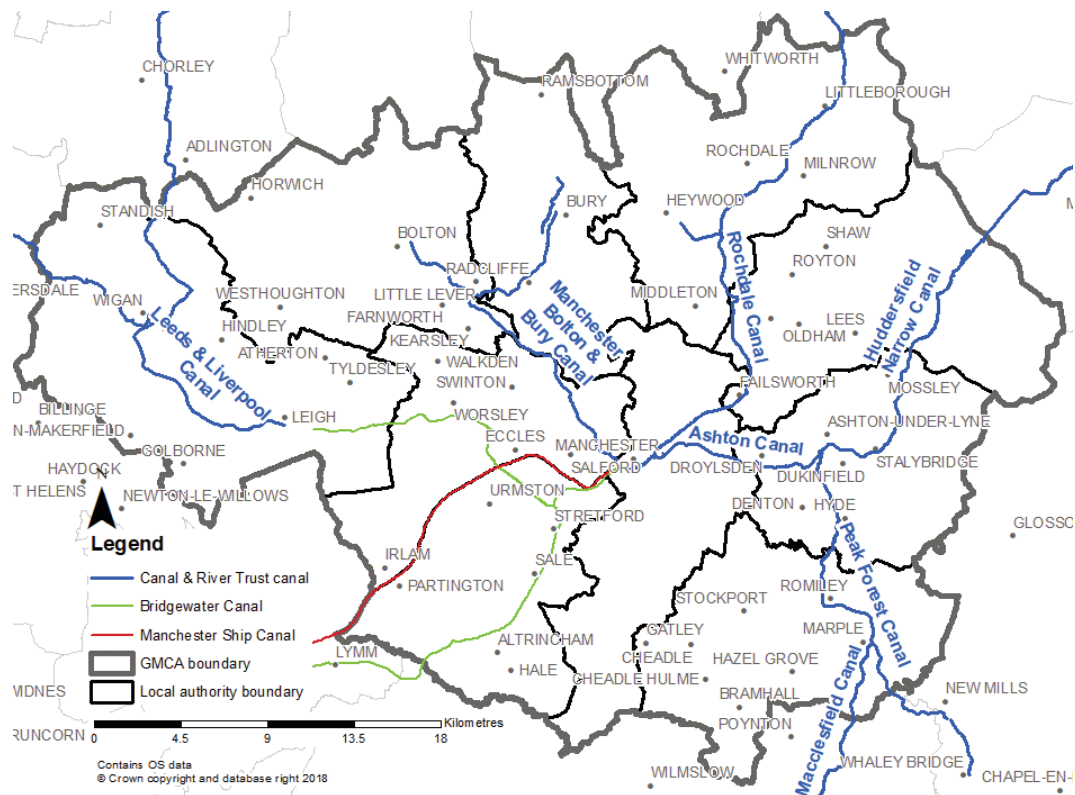 CHORLEY
WHITWORTH
RAMSBOTTOM
LITTLEBOROUGH
ADLINGTON
ROCHDALE
MILNROW
HORWICH
STANDISH
BURY
HEYWOOD
BOLTON
SHAW
RADCLIFFE
ROYTON
ERSDALE
WIGAN
WESTHOUGHTON
LITTLE LEVER
MIDDLETON
Rochdale Canal
Manchester
Bolton &
Bury Canal
HINDLEY
FARNWORTH
OLDHAM
LEES
Huddersfield
Narrow Canal
Leeds & Liverpool
Canal
ATHERTON
KEARSLEY
WALKDEN
TYLDESLEY
SWINTON
FAILSWORTH
MOSSLEY
D
BILLINGE
LEIGH
WORSLEY
N-MAKERFIELD
ECCLES
MANCHESTER
Ashton Canal
ASHTON-UNDER-LYNE
GOLBORNE
SALFORD
DROYLSDEN
STALYBRIDGE
HAYDOCK
N
DUKINFIELD
T HELENS
NEWTON-LE-WILLOWS
URMSTON
DENTON
HYDE
STRETFORD
GLOSSO
Legend
IRLAM
SALE
Peak Forest Canal
Canal & River Trust canal
PARTINGTON
ROMILEY
Bridgewater Canal
STOCKPORT
Manchester Ship Canal
GATLEY
MARPLE
ALTRINCHAM
CHEADLE
GMCA boundary
LYMM
HALE
HAZEL GROVE
CHEADLE HULME
Local authority boundary
WIDNES
BRAMHALL
NEW MILLS
Macclesfield Canal
POYNTON
Kilometres
RUNCORN
0 4.5 9 13.5 18
Contains OS data
© Crown copyright and database right 2018
WILMSLOW
WHALEY BRIDGE
CHAPEL-EN-